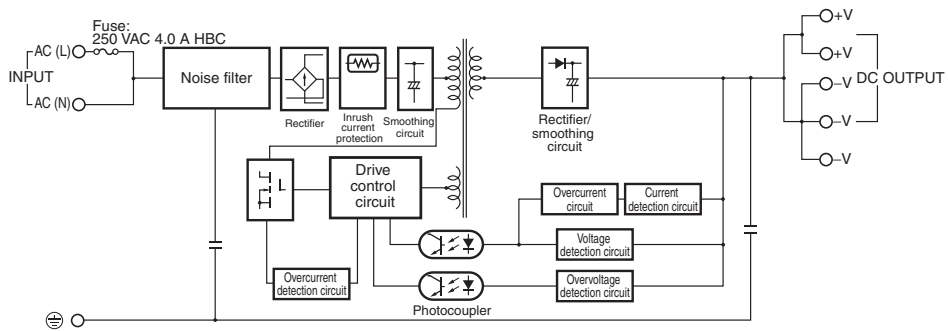 Fuse:
250 VAC 4.0 A HBC
AC (L)
INPUT
AC (N)
Noise filter
Rectifier
Inrush
current
protection
Smoothing
circuit
Rectifier/
smoothing
circuit
+V
+V
−V
DC OUTPUT
−V
−V
Drive
control
circuit
Overcurrent
circuit
Current
detection circuit
Voltage
detection circuit
Overcurrent
detection circuit
Overvoltage
detection circuit
Photocoupler